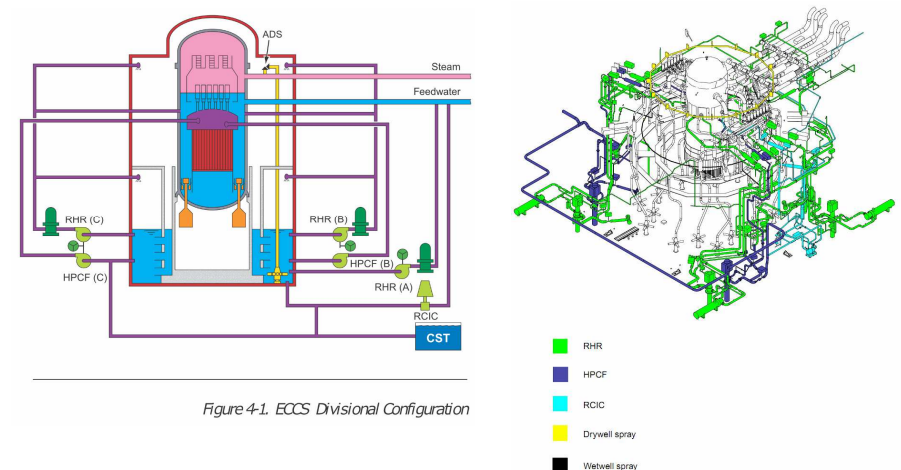 ADS
Steam
Feedwater
RHR (C)
RHR (B)
HPCF (C)
HPCF (B)
RHR (A)
RCIC
CST
Figure 4-1. ECCS Divisional Configuration
RHR
HPCF
RCIC
Drywell spray
Wetwell spray